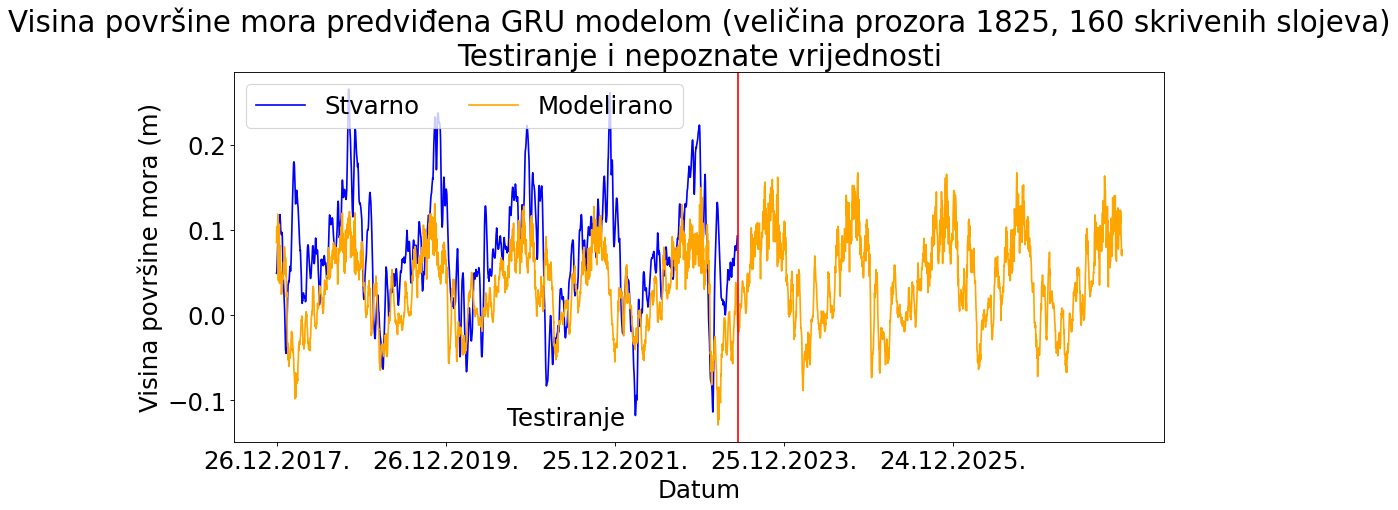 Visina površine mora predviđena GRU modelom (veličina prozora 1825, 160 skrivenih slojeva)
Testiranje i nepoznate vrijednosti
Stvarno Modelirano
Visina površine mora (m)
0.2
0.1
0.0
−0.1
Testiranje
26.12.2017. 26.12.2019. 25.12.2021. 25.12.2023. 24.12.2025.
Datum